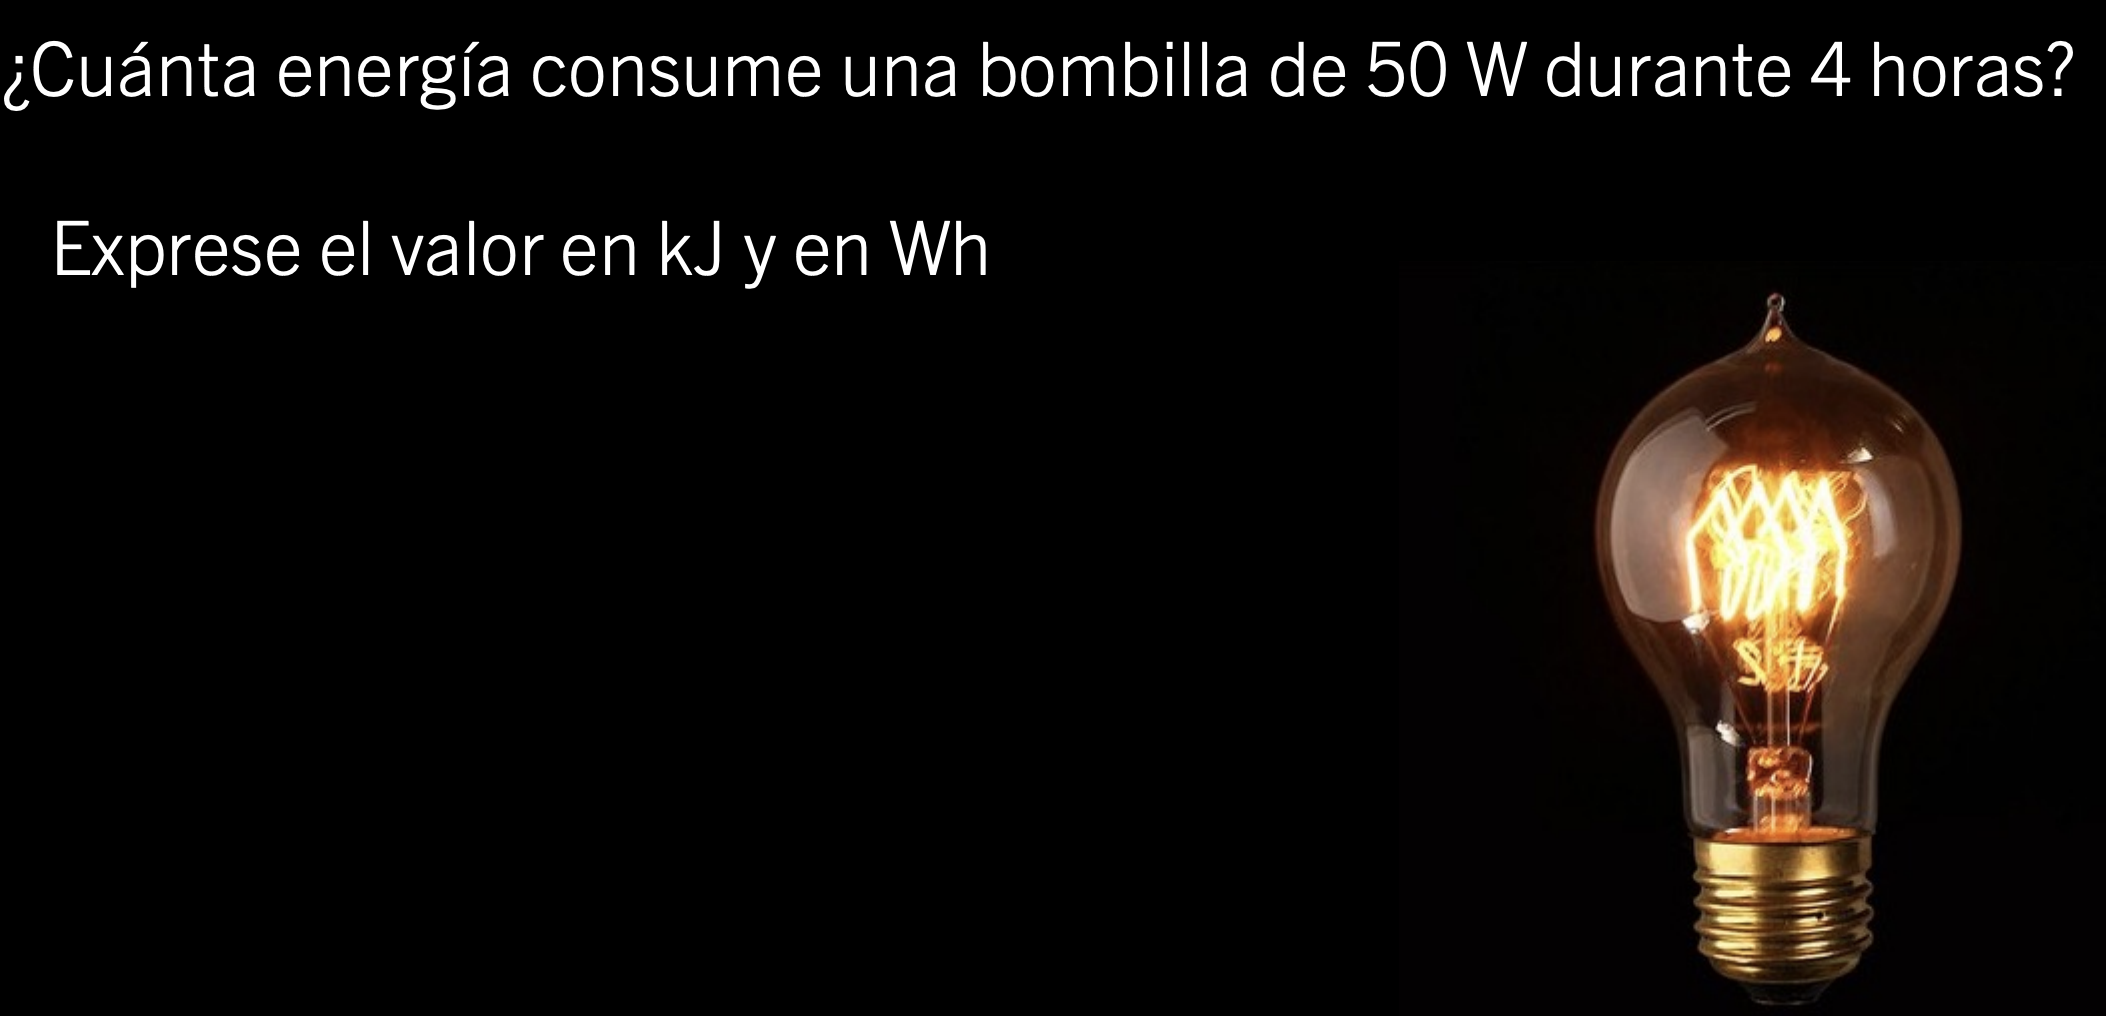 ¿Cuánta energía consume una bombilla de 50 W durante 4 horas?
Exprese el valor en kJ y en Wh